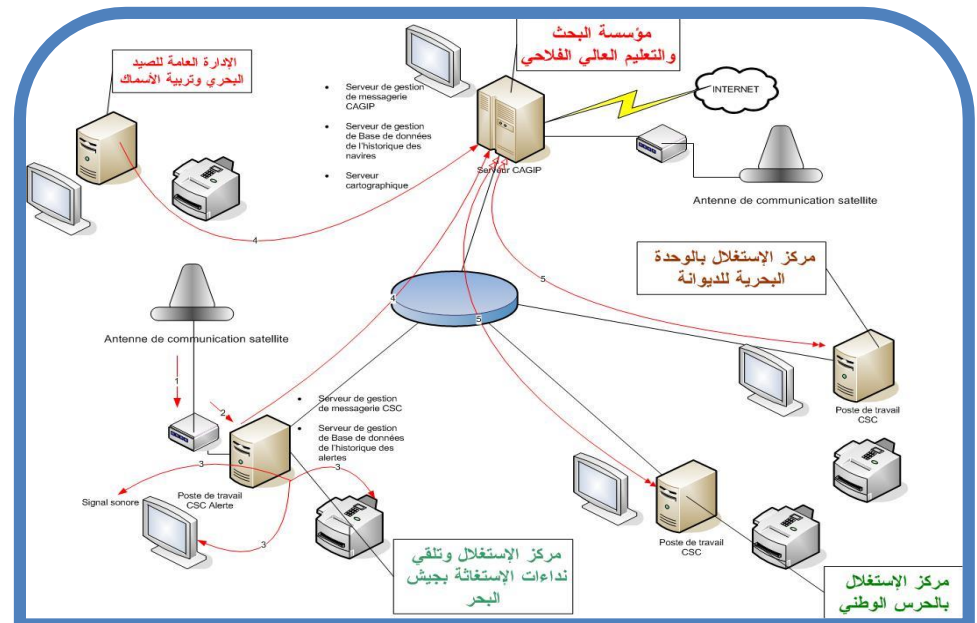 مؤسسة البحث
والتعليم العالي الفلاحي
الإدارة العامة للصيد
البحري وتربية الأسماك
• Serveur de gestion
de messagerie
CAGIP
• Serveur de gestion
de Base de données
de l'historique des
navires
• Serveur
cartographique
Serveur CAGIP
INTERNET
Antenne de communication satellite
4
مركز الإستغلال بالوحدة
البحرية للديوانة
5
4
5
Antenne de communication satellite
1
2
• Serveur de gestion
de messagerie CSC
• Serveur de gestion
de Base de données
de l'historique des
alertes
Poste de travail
CSC
3
3
Signal sonore
Poste de travail
CSC Alerte
3
Poste de travail
CSC
مركز الإستغلال وتلقي
نداءات الإستغاثة بجيش
البحر
مركز الإستغلال
بالحرس الوطني